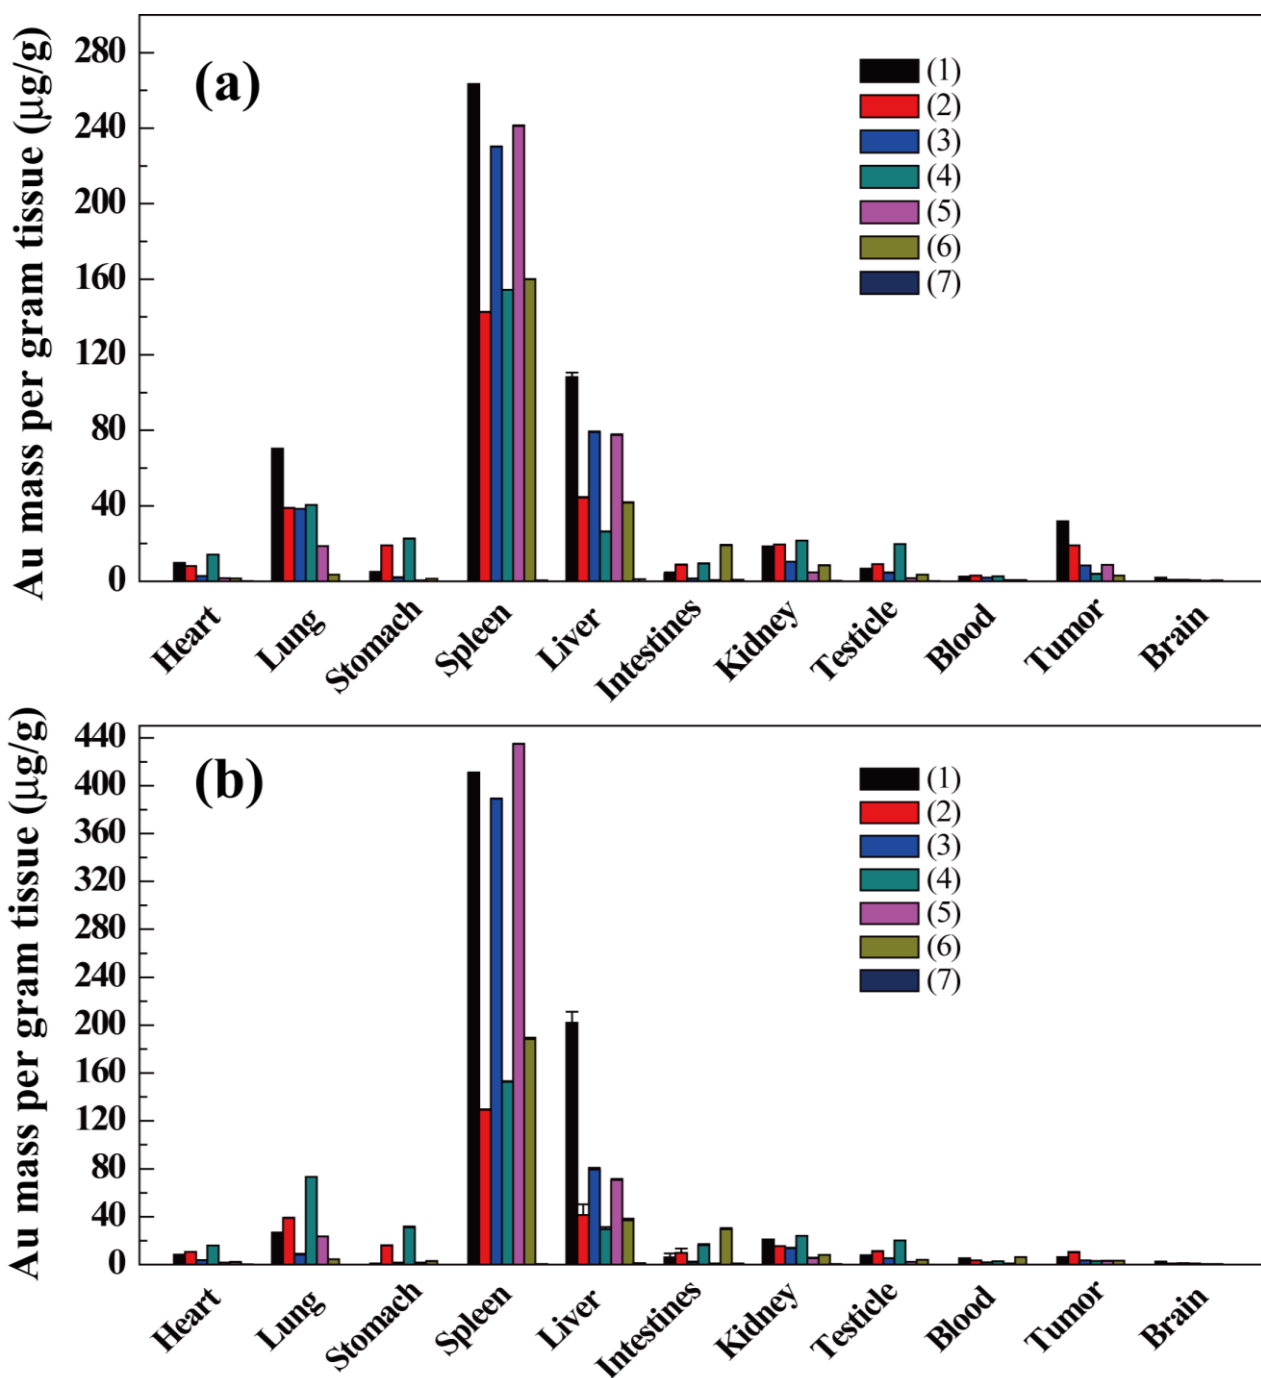 Au mass per gram tissue (μg/g)
(a)
280
240
200
160
120
80
40
0
(1)
(2)
(3)
(4)
(5)
(6)
(7)
Heart
Lung
Stomach
Spleen
Liver
Intestines
Kidney
Testicle
Blood
Tumor
Brain
Au mass per gram tissue (μg/g)
(b)
440
400
360
320
280
240
200
160
120
80
40
0
(1)
(2)
(3)
(4)
(5)
(6)
(7)
Heart
Lung
Stomach
Spleen
Liver
Intestines
Kidney
Testicle
Blood
Tumor
Brain